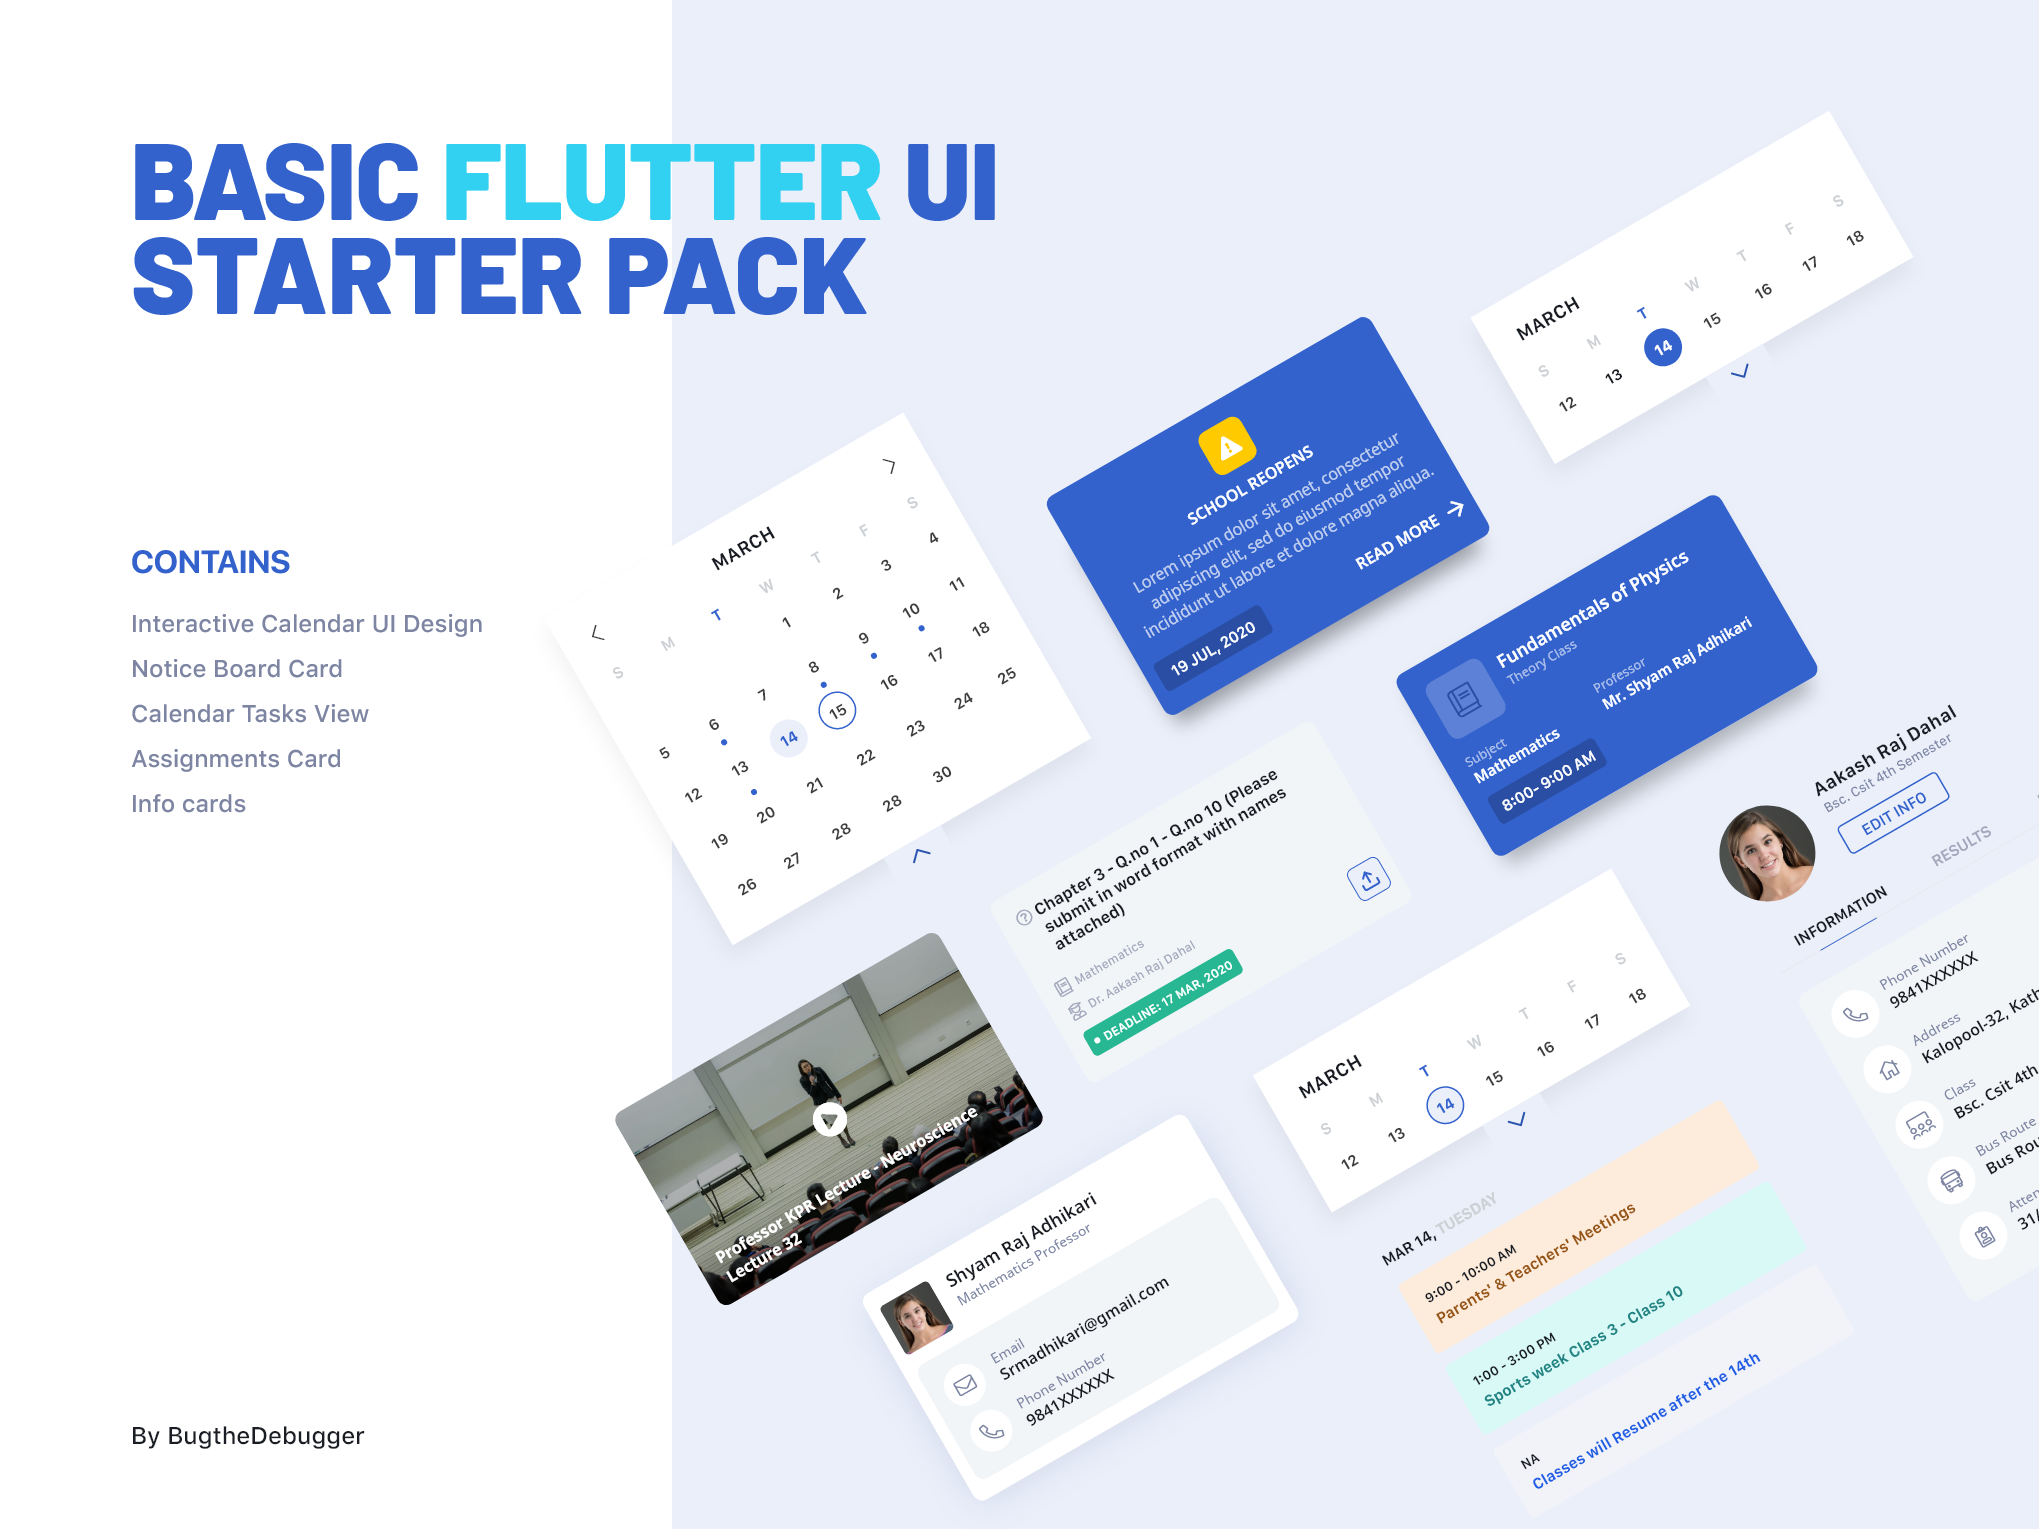 BASIC FLUTTER UI
STARTER PACK
CONTAINS
Interactive Calendar UI Design
Notice Board Card
Calendar Tasks View
Assignments Card
Info cards
By BugtheDebugger
MARCH
S M T W T F S
1 2 3 4
5 6 7 8 9 10 11
12 13 14 15 16 17 18
19 20 21 22 23 24 25
26 27 28 28 30
SCHOOL REOPENS
Lorem ipsum dolor sit amet, consectetur
adipiscing elit, sed do eiusmod tempor
incididunt ut labore et dolore magna aliqua.
READ MORE
19 JUL, 2020
MARCH
S M T W T F S
12 13 14 15 16 17 18
Fundamentals of Physics
Theory Class
Professor
Mr. Shyam Raj Adhikari
Subject
Mathematics
8:00- 9:00 AM
Chapter 3 - Q.no 1 - Q.no 10 (Please
submit in word format with names
attached)
Mathematics
Dr. Aakash Raj Dahal
DEADLINE: 17 MAR, 2020
Professor KPR Lecture - Neuroscience
Lecture 32
Shyam Raj Adhikari
Mathematics Professor
Email
Srmadhikari@gmail.com
Phone Number
9841XXXXXX
MARCH
S M T W T F S
12 13 14 15 16 17 18
MAR 14, TUESDAY
9:00 - 10:00 AM
Parents' & Teachers' Meetings
1:00 - 3:00 PM
Sports week Class 3 - Class 10
NA
Classes will Resume after the 14th
Aakash Raj Dahal
Bsc. Csit 4th Semester
EDIT INFO
INFORMATION RESULTS
Phone Number
9841XXXXXX
Address
Kalopool-32, Kath
Class
Bsc. Csit 4th
Bus Route
Bus Rou
Atten
31/